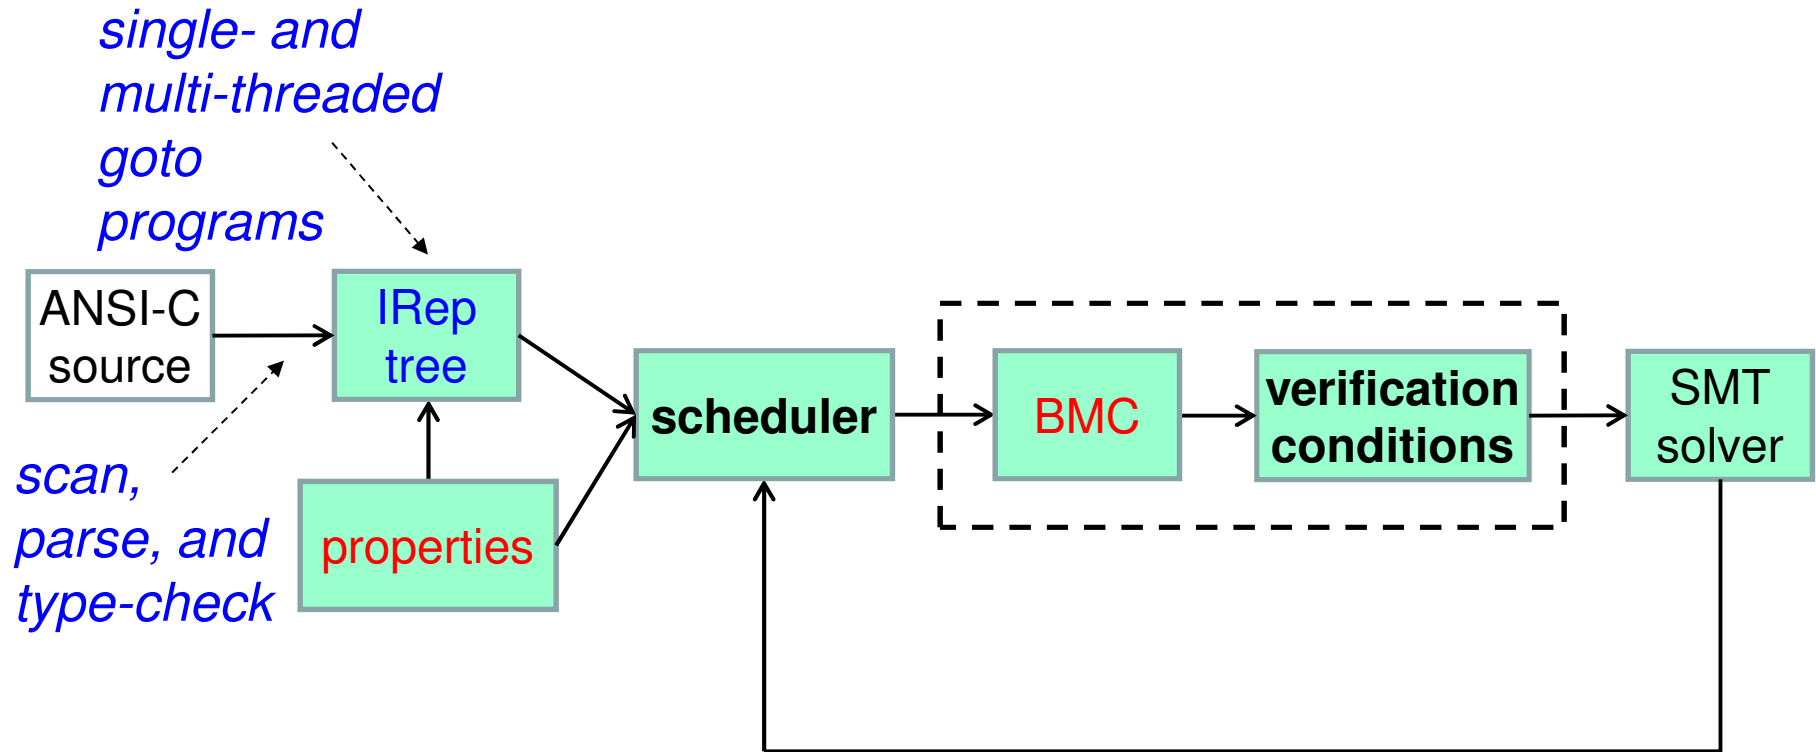 single- and
multi-threaded
goto
programs
ANSI-C
source
IRep
tree
scan,
parse, and
type-check
properties
scheduler
BMC
verification
conditions
SMT
solver